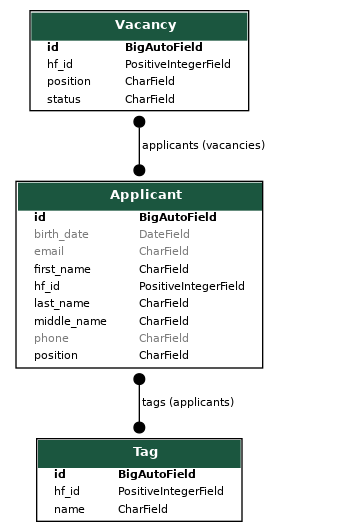 Vacancy
id BigAutoField
hf_id PositiveIntegerField
position CharField
status CharField
applicants (vacancies)
Applicant
id BigAutoField
birth_date DateField
email CharField
first_name CharField
hf_id PositiveIntegerField
last_name CharField
middle_name CharField
phone CharField
position CharField
tags (applicants)
Tag
id BigAutoField
hf_id PositiveIntegerField
name CharField